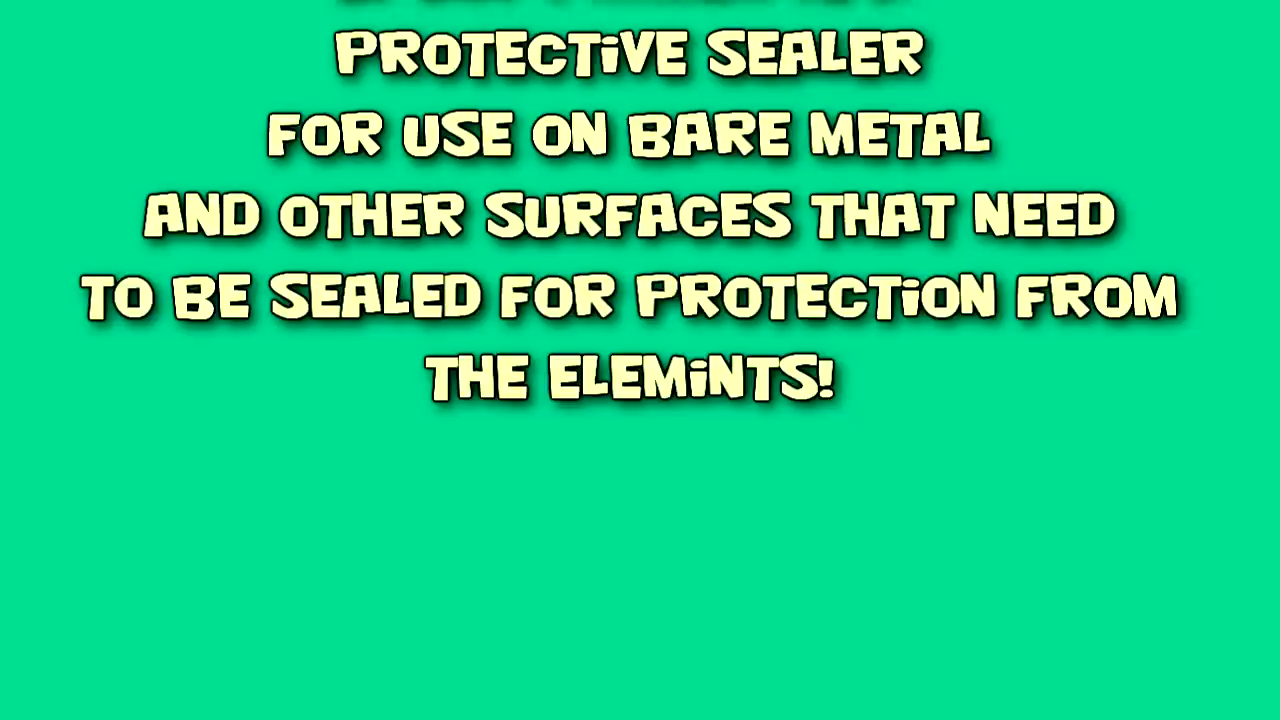 PROTECTiVE SEALER
FOR USE ON BARE METAL
AND OTHER SURFACES THAT NEED
TO BE SEALED FOR PROTECTiON FROM
THE ELEMiNTS!